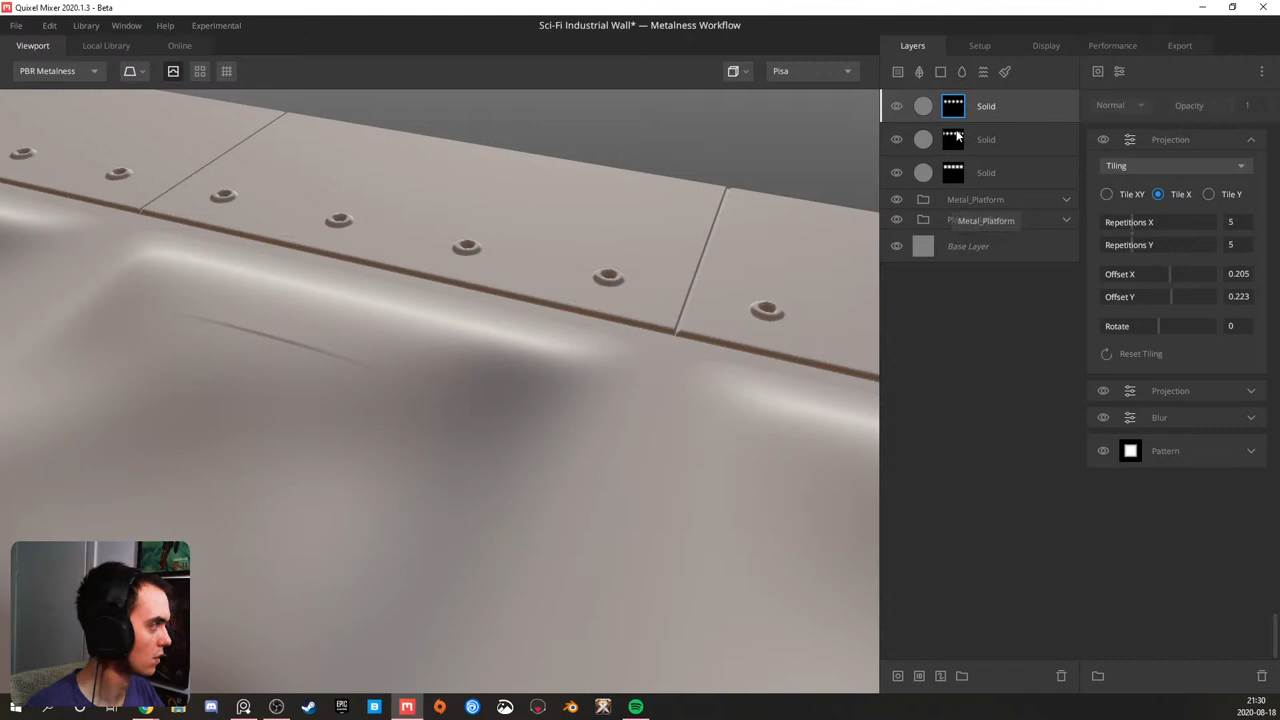 Quixel Mixer 2020.1.3 - Beta
File Edit Library Window Help Experimental
Sci-Fi Industrial Wall* — Metalness Workflow
Viewport Local Library Online
Layers Setup Display Performance Export
PBR Metalness
Pisa
Solid
Normal Opacity 1
Solid
Projection
Tiling
Solid
Tile XY Tile X Tile Y
Metal_Platform
Metal_Platform
Repetitions X 5
Base Layer
Repetitions Y 5
Offset X 0.205
Offset Y 0.223
Rotate 0
Reset Tiling
Projection
Blur
Pattern
EPIC
GAMES
21:30
2020-08-18